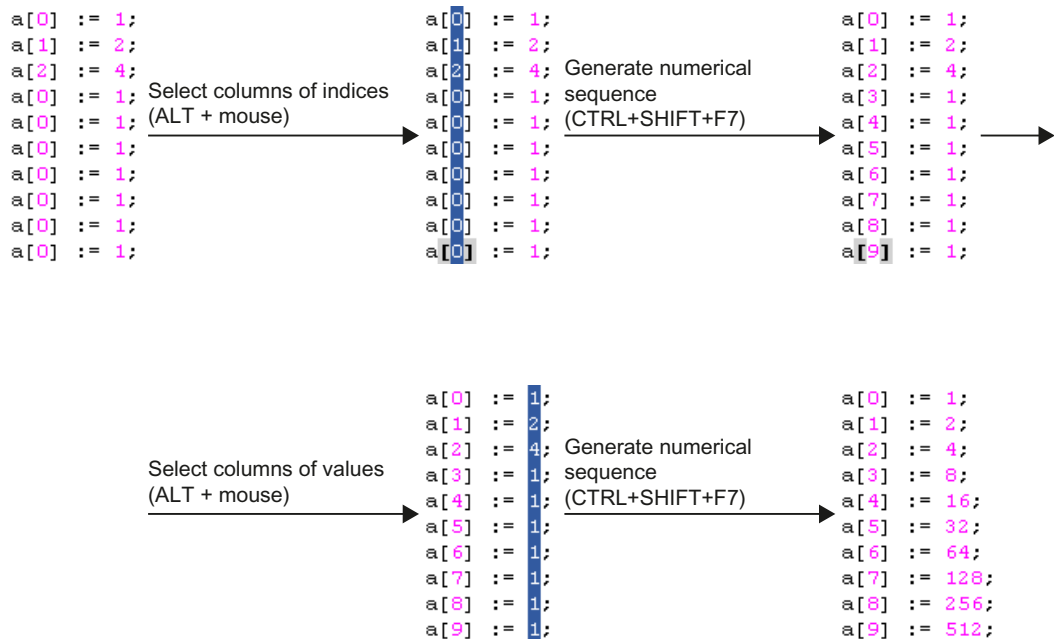 a[0] := 1;
a[1] := 2;
a[2] := 4;
a[0] := 1;
a[0] := 1;
a[0] := 1;
a[0] := 1;
a[0] := 1;
a[0] := 1;
a[0] := 1;
Select columns of indices
(ALT + mouse)
a[0] := 1;
a[1] := 2;
a[2] := 4;
a[0] := 1;
a[0] := 1;
a[0] := 1;
a[0] := 1;
a[0] := 1;
a[0] := 1;
a[0] := 1;
Generate numerical
sequence
(CTRL+SHIFT+F7)
a[0] := 1;
a[1] := 2;
a[2] := 4;
a[3] := 1;
a[4] := 1;
a[5] := 1;
a[6] := 1;
a[7] := 1;
a[8] := 1;
a[9] := 1;
Select columns of values
(ALT + mouse)
a[0] := 1;
a[1] := 2;
a[2] := 4;
a[3] := 1;
a[4] := 1;
a[5] := 1;
a[6] := 1;
a[7] := 1;
a[8] := 1;
a[9] := 1;
Generate numerical
sequence
(CTRL+SHIFT+F7)
a[0] := 1;
a[1] := 2;
a[2] := 4;
a[3] := 8;
a[4] := 16;
a[5] := 32;
a[6] := 64;
a[7] := 128;
a[8] := 256;
a[9] := 512;